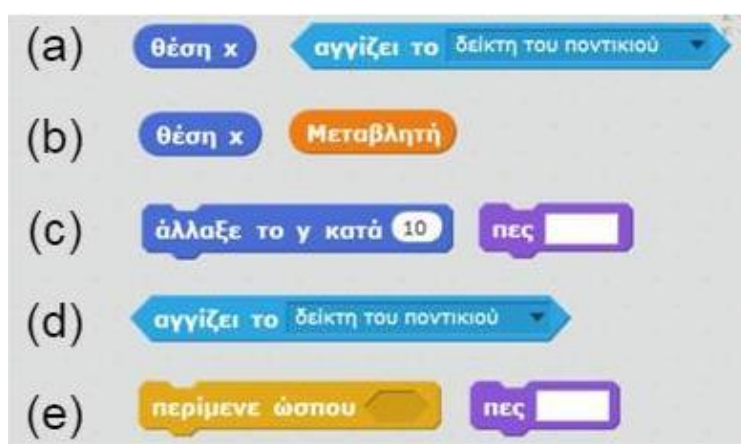 (a) θέση x αγγίζει το δείκτη του ποντικιού
(b) θέση x Μεταβλητή
(c) άλλαξε το y κατά 10 πες
(d) αγγίζει το δείκτη του ποντικιού
(e) περίμενε ώσπου πες